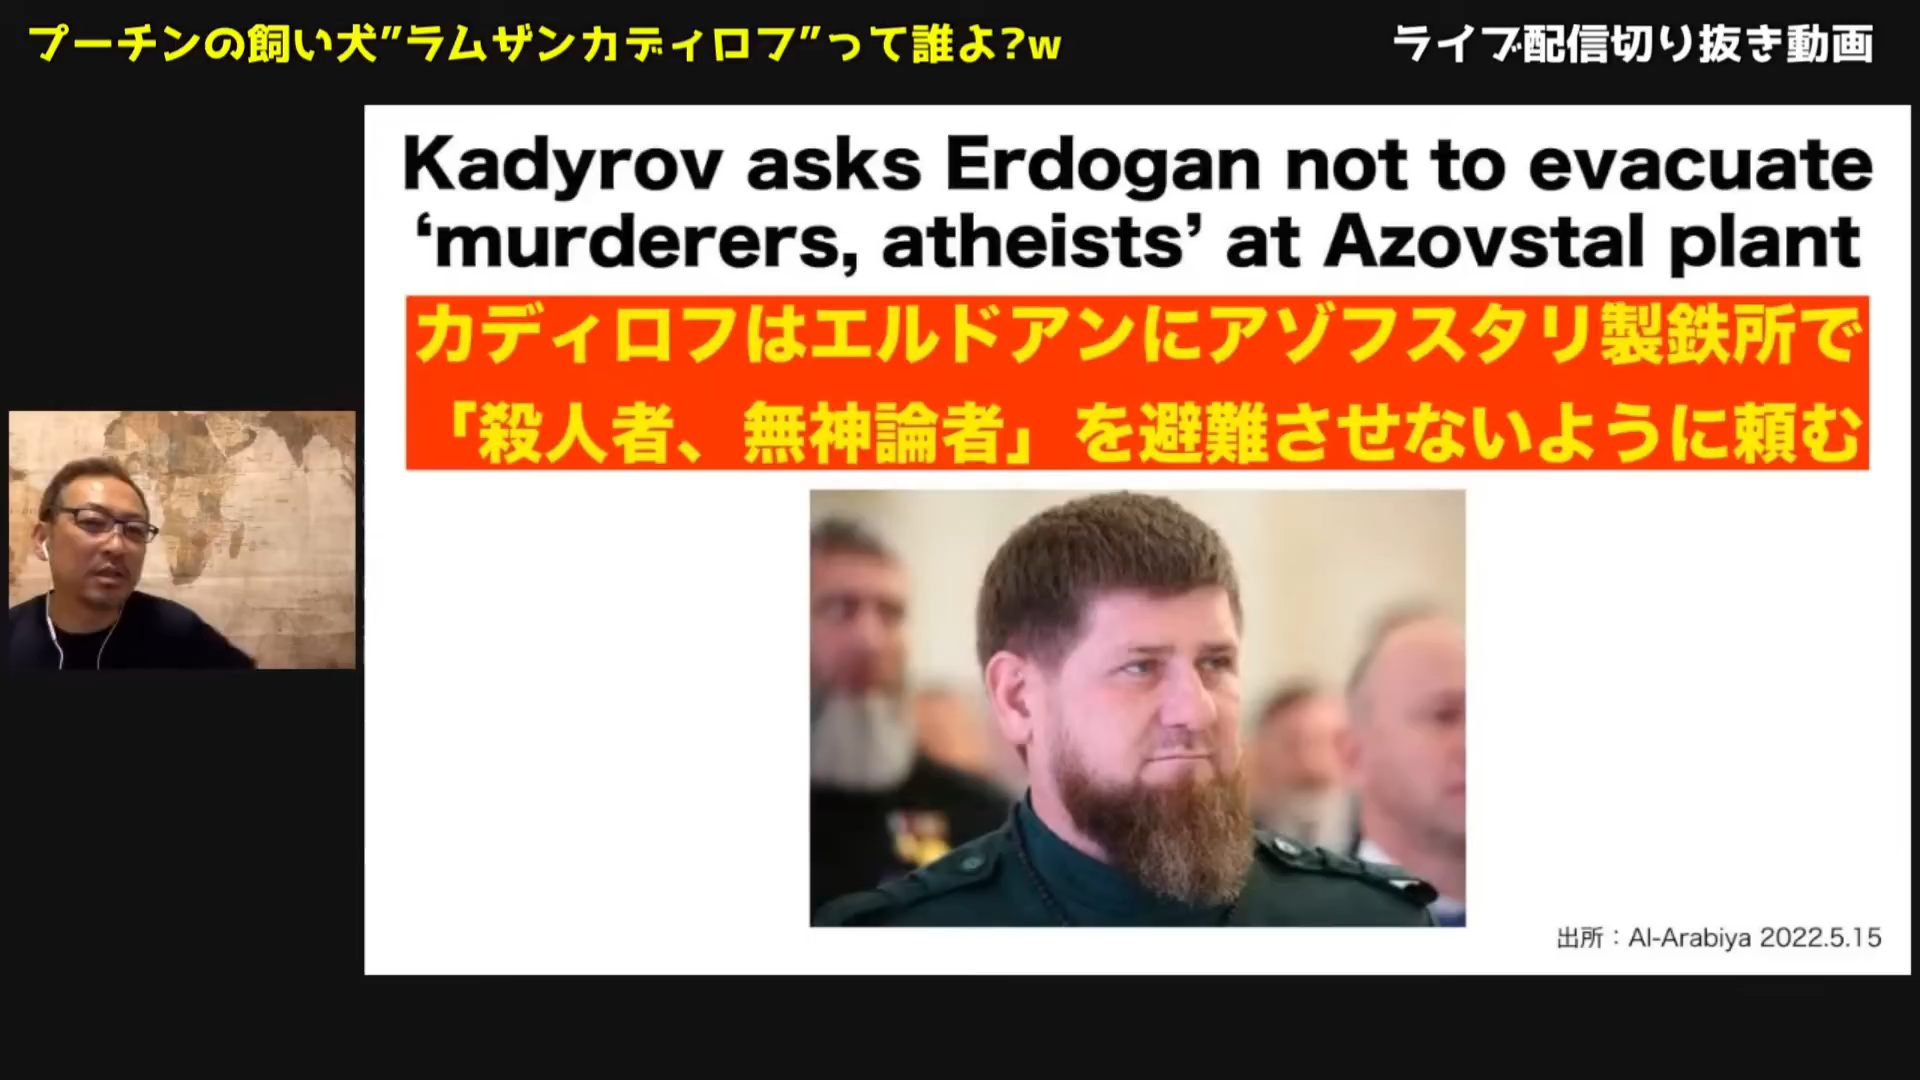 プーチンの飼い犬”ラムザンカディロフ”って誰よ?w
ライブ配信切り抜き動画
Kadyrov asks Erdogan not to evacuate
‘murderers, atheists’ at Azovstal plant
カディロフはエルドアンにアゾフスタリ製鉄所で
「殺人者、無神論者」を避難させないように頼む
出所：Al-Arabiya 2022.5.15